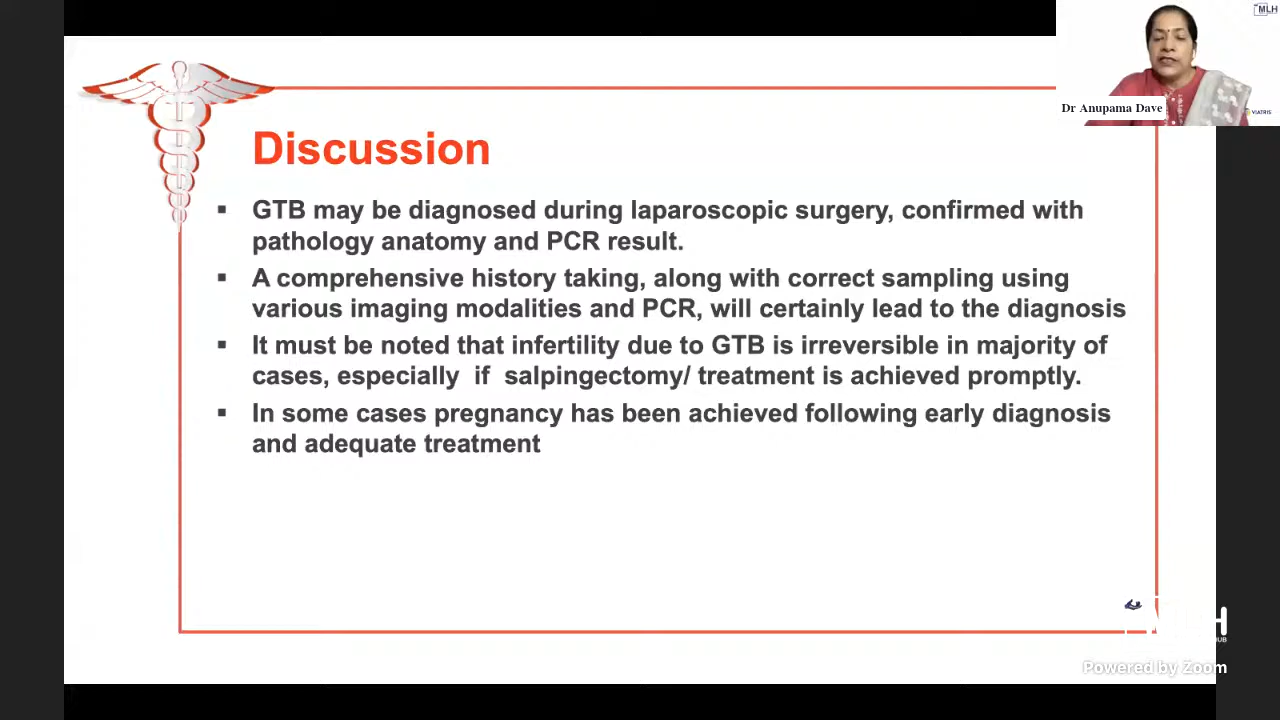 MLH
Dr Anupama Dave
VIATRIS
Discussion
▪ GTB may be diagnosed during laparoscopic surgery, confirmed with
pathology anatomy and PCR result.
▪ A comprehensive history taking, along with correct sampling using
various imaging modalities and PCR, will certainly lead to the diagnosis
▪ It must be noted that infertility due to GTB is irreversible in majority of
cases, especially if salpingectomy/ treatment is achieved promptly.
▪ In some cases pregnancy has been achieved following early diagnosis
and adequate treatment
Powered by Zoom